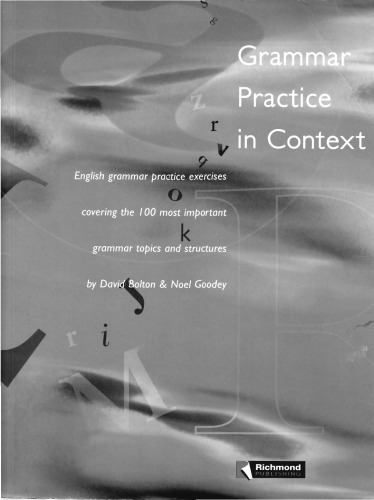 Grammar
Practice
in Context
English grammar practice exercises
covering the 100 most important
grammar topics and structures
by David Bolton & Noel Goodey
Richmond
PUBLISHING